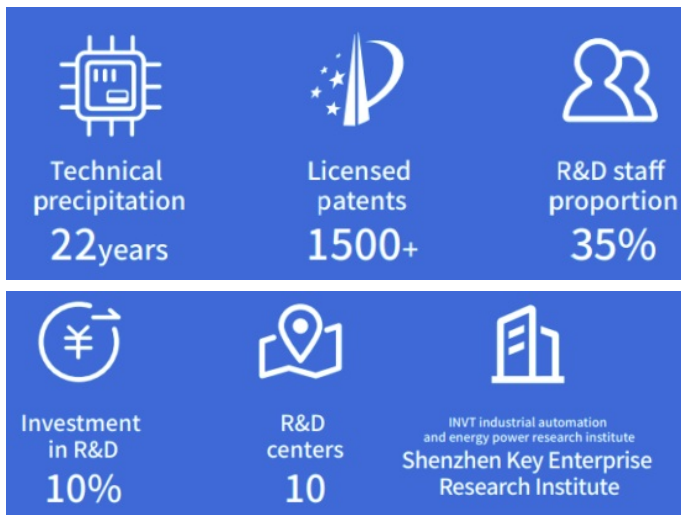 Technical
precipitation
22years
Licensed
patents
1500+
R&D staff
proportion
35%
Investment
in R&D
10%
R&D
centers
10
INVT industrial automation
and energy power research institute
Shenzhen Key Enterprise
Research Institute